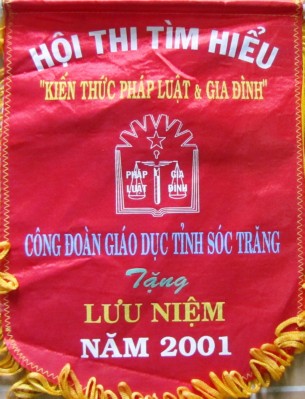 HỘI THI TÌM HIỂU
"KIẾN THỨC PHÁP LUẬT & GIA ĐÌNH"
PHÁP GIA
LUẬT ĐÌNH
CÔNG ĐOÀN GIÁO DỤC TỈNH SÓC TRĂNG
Tặng
LƯU NIỆM
NĂM 2001